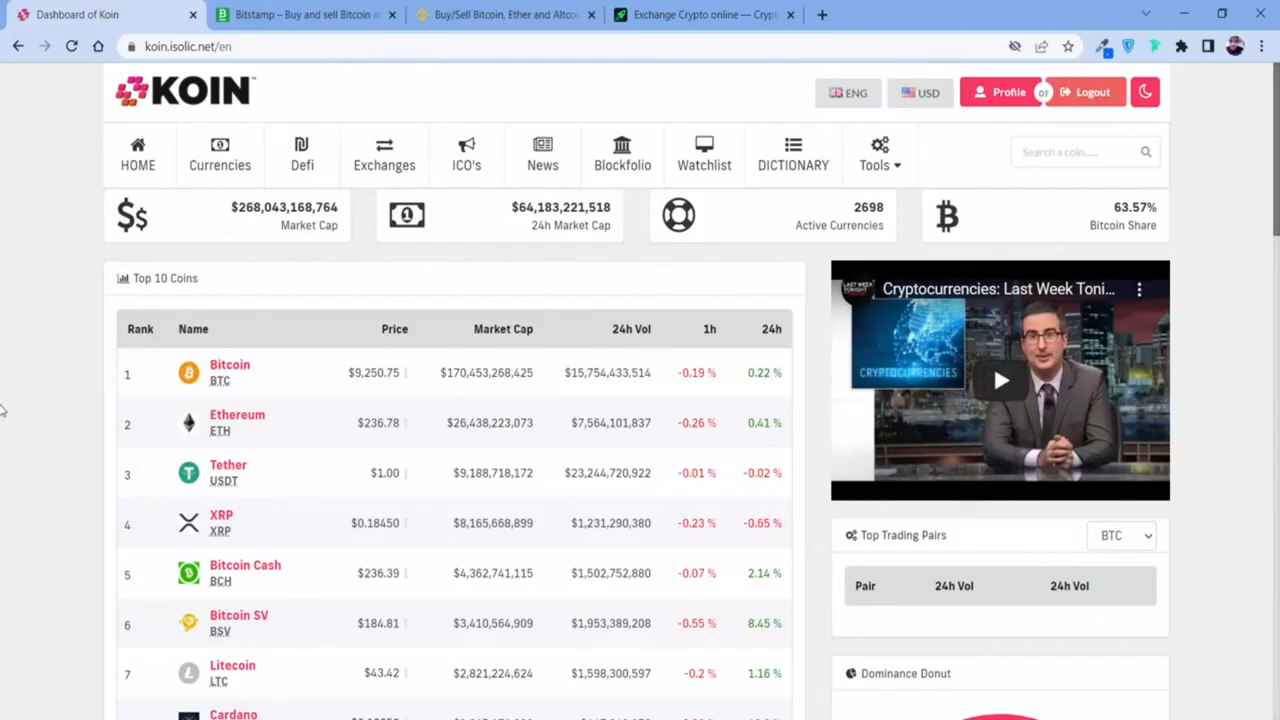 Dashboard of Koin
Bitstamp – Buy and sell Bitcoin a
Buy/Sell Bitcoin, Ether and Altco
Exchange Crypto online — Crypt
koin.isolic.net/en
KOIN
ENG
USD
Profile or Logout
HOME
Currencies
Defi
Exchanges
ICO's
News
Blockfolio
Watchlist
DICTIONARY
Tools
Search a coin......
$268,043,168,764
Market Cap
$64,183,221,518
24h Market Cap
2698
Active Currencies
63.57%
Bitcoin Share
Top 10 Coins
Rank Name Price Market Cap 24h Vol 1h 24h
1 Bitcoin BTC $9,250.75 $170,453,268,425 $15,754,433,514 -0.19 % 0.22 %
2 Ethereum ETH $236.78 $26,438,223,073 $7,564,101,837 -0.26 % 0.41 %
3 Tether USDT $1.00 $9,188,718,172 $23,244,720,922 -0.01 % -0.02 %
4 XRP XRP $0.18450 $8,165,668,899 $1,231,290,380 -0.23 % -0.65 %
5 Bitcoin Cash BCH $236.39 $4,362,741,115 $1,502,752,880 -0.07 % 2.14 %
6 Bitcoin SV BSV $184.81 $3,410,564,909 $1,953,389,208 -0.55 % 8.45 %
7 Litecoin LTC $43.42 $2,821,224,624 $1,598,300,597 -0.2 % 1.16 %
Cardano
LAST WEEK TONIGHT
Cryptocurrencies: Last Week Toni...
CRYPTOCURRENCIES
Top Trading Pairs
BTC
Pair 24h Vol 24h Vol
Dominance Donut